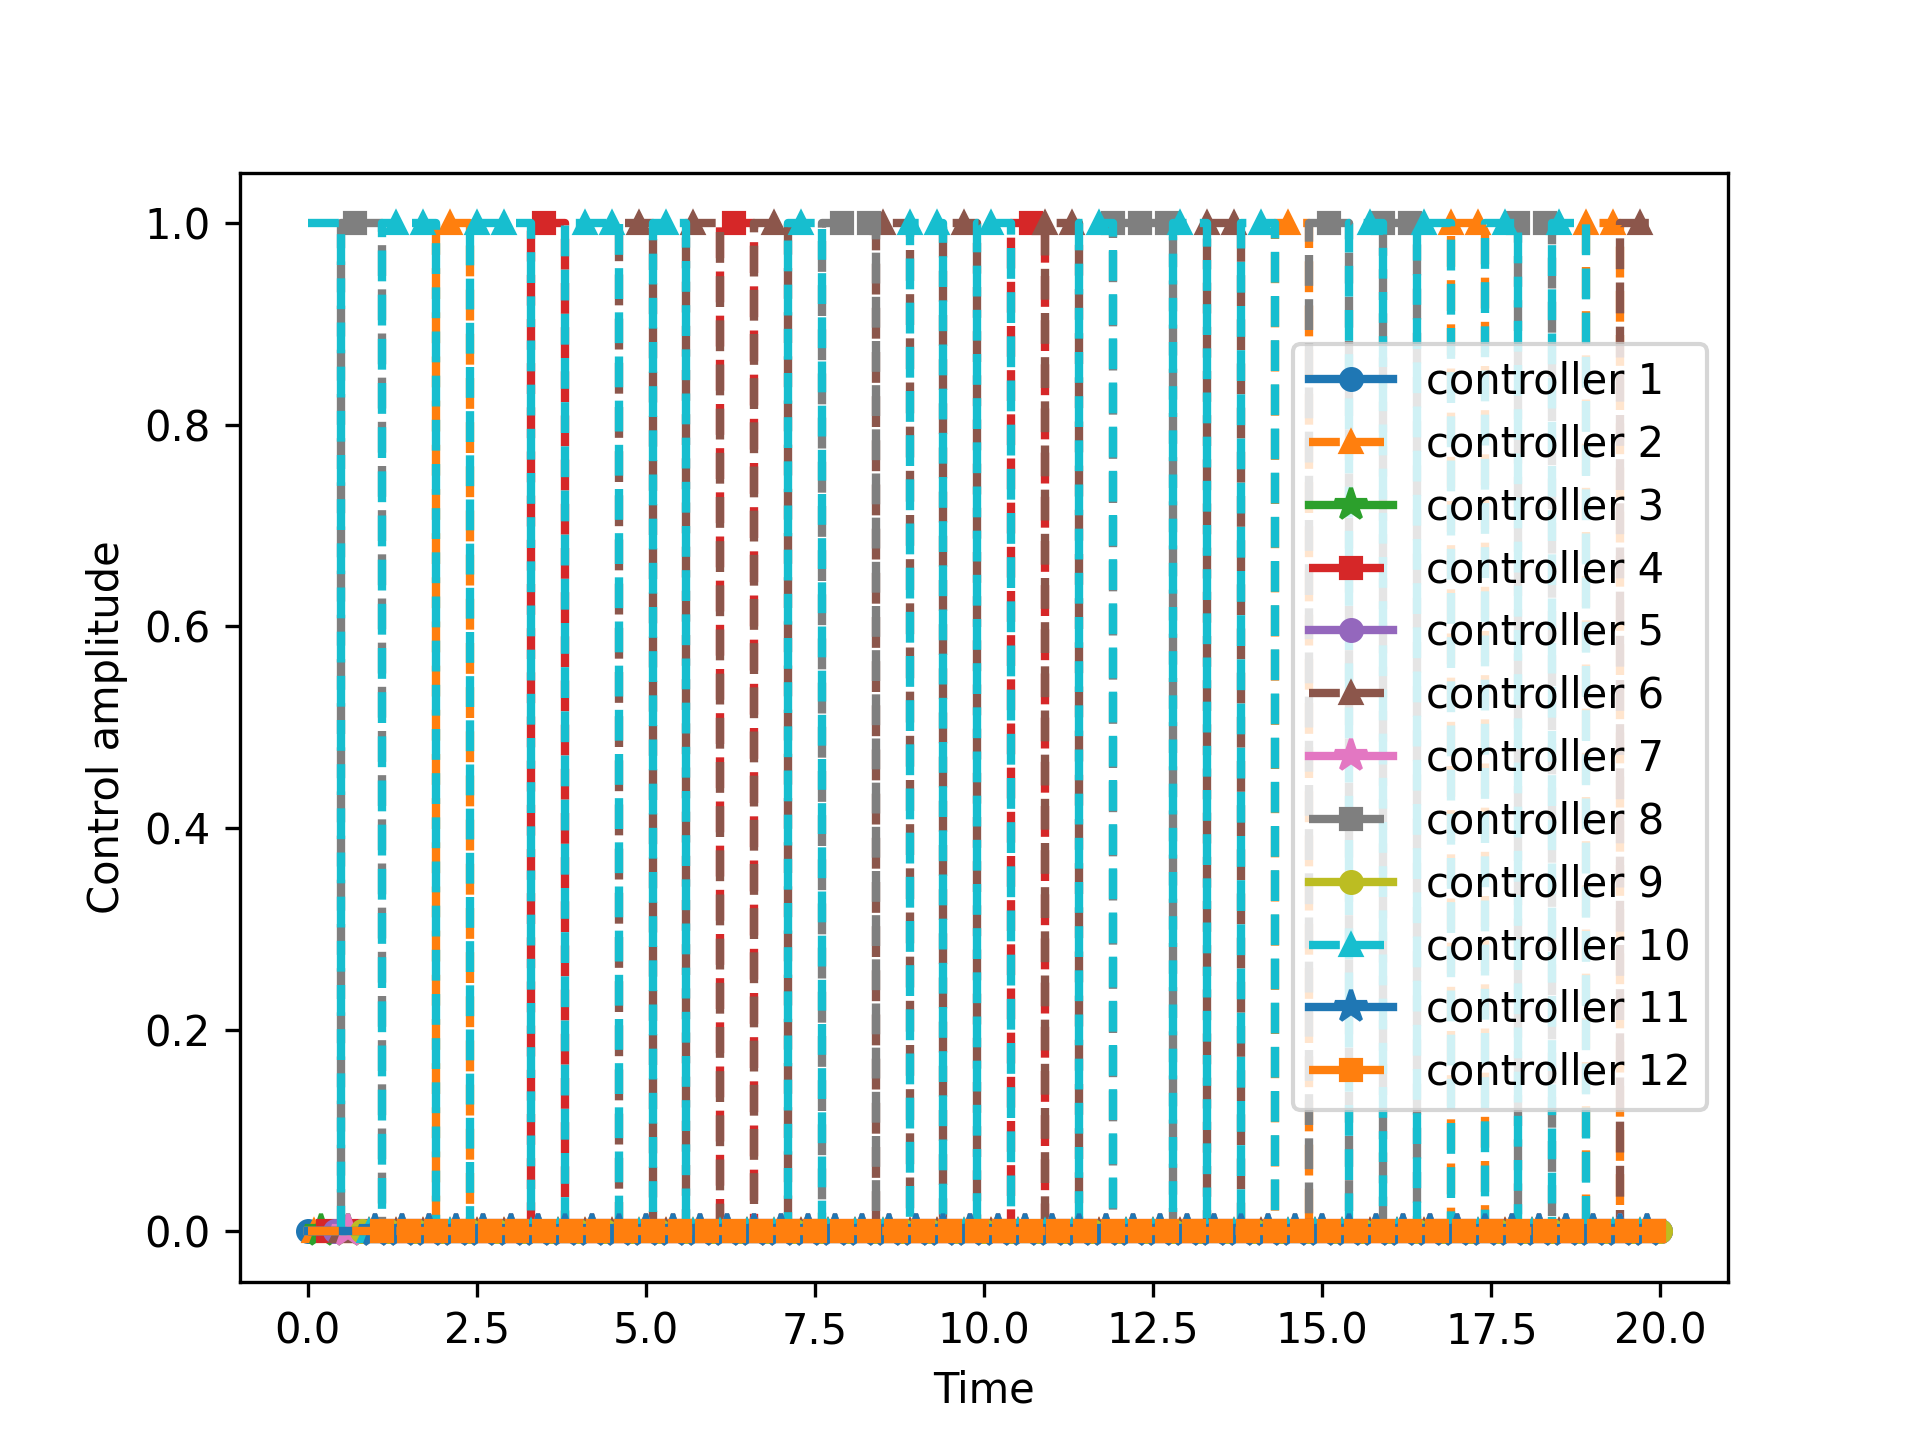 1.0
0.8
0.6
0.4
0.2
0.0
Control amplitude
controller 1
controller 2
controller 3
controller 4
controller 5
controller 6
controller 7
controller 8
controller 9
controller 10
controller 11
controller 12
0.0 2.5 5.0 7.5 10.0 12.5 15.0 17.5 20.0
Time